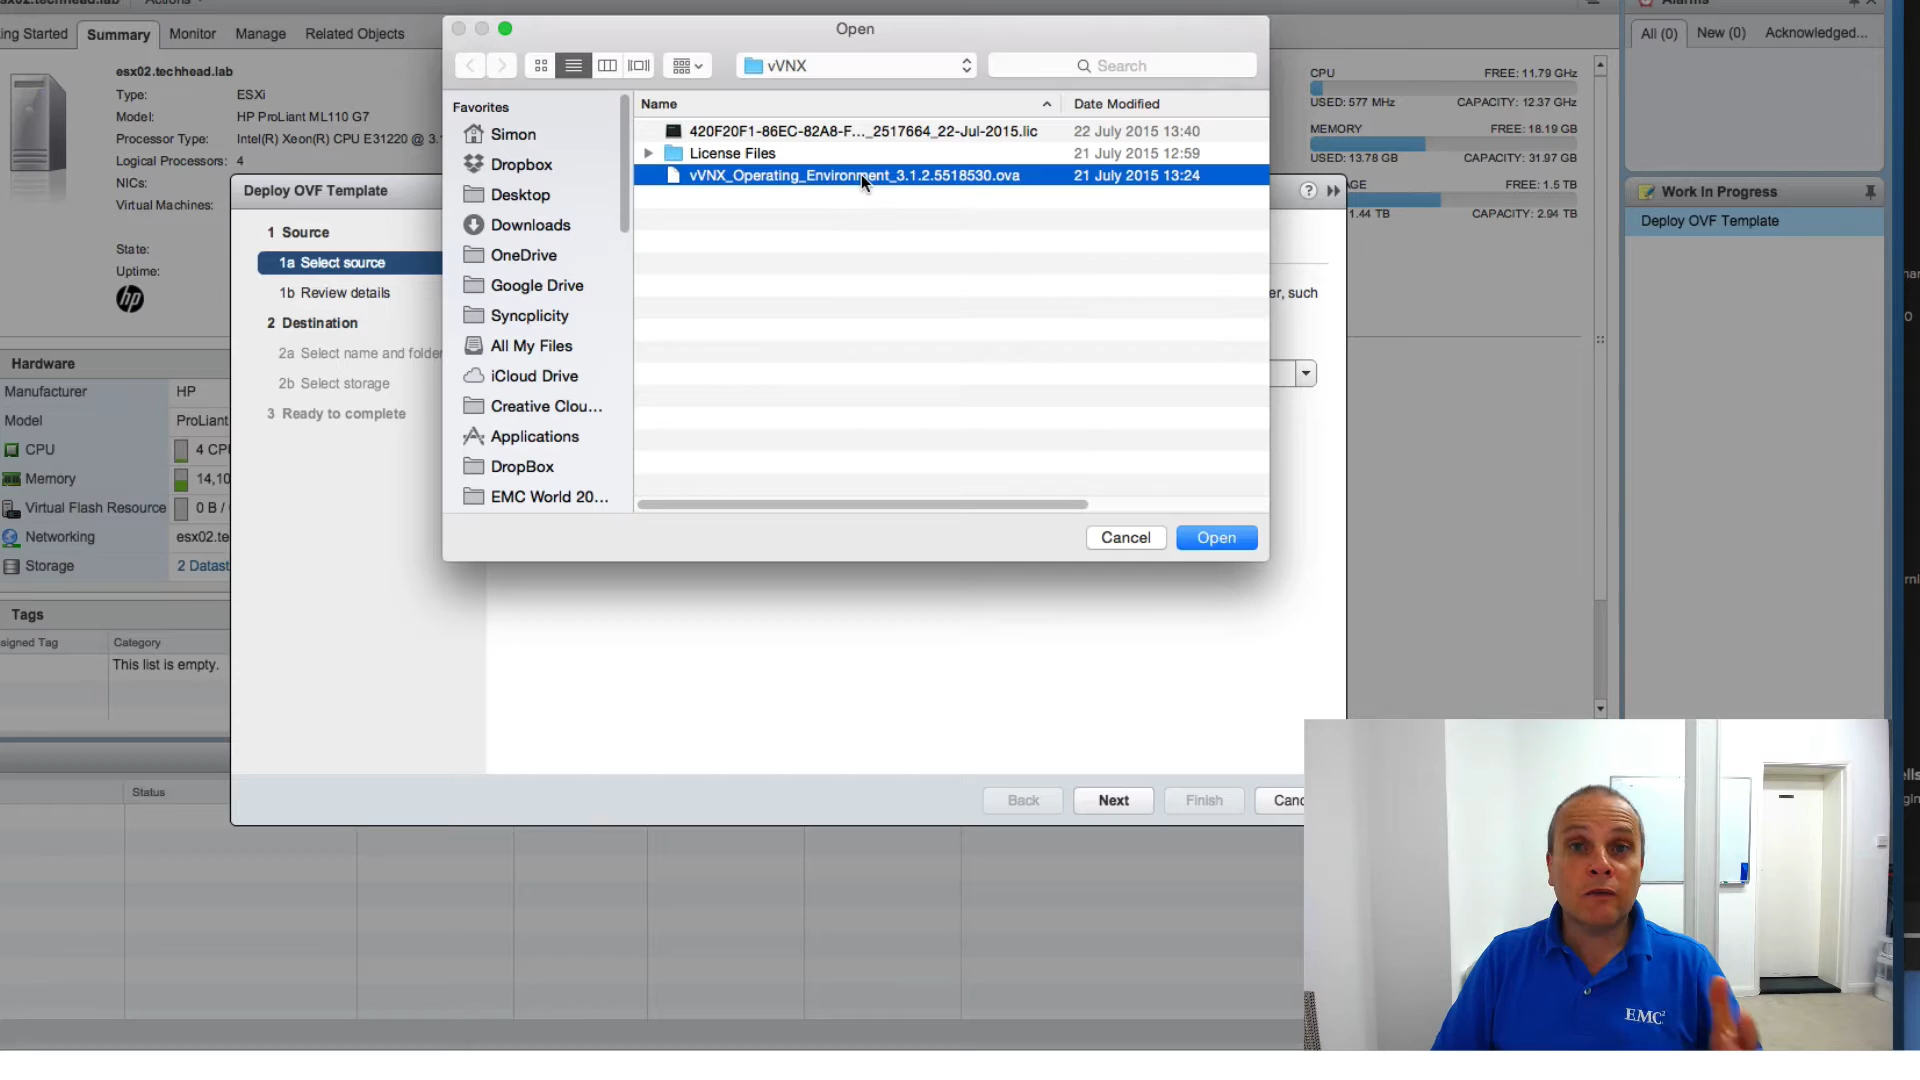 esx02.techhead.lab Actions
ing Started Summary Monitor Manage Related Objects
esx02.techhead.lab
Type: ESXi
Model: HP ProLiant ML110 G7
Processor Type: Intel(R) Xeon(R) CPU E31220 @ 3.1
Logical Processors: 4
NICs:
Virtual Machines:
State:
Uptime:
hp
Hardware
Manufacturer HP
Model ProLiant
CPU 4 CPU
Memory 14,10
Virtual Flash Resource 0 B /
Networking esx02.te
Storage 2 Datast
Tags
signed Tag Category
This list is empty.
Status
Deploy OVF Template
1 Source
1a Select source
1b Review details
2 Destination
2a Select name and folder
2b Select storage
3 Ready to complete
er, such
Back Next Finish Canc
Open
vVNX
Search
Favorites
Simon
Dropbox
Desktop
Downloads
OneDrive
Google Drive
Syncplicity
All My Files
iCloud Drive
Creative Clou...
Applications
DropBox
EMC World 20...
Name Date Modified
420F20F1-86EC-82A8-F..._2517664_22-Jul-2015.lic 22 July 2015 13:40
License Files 21 July 2015 12:59
vVNX_Operating_Environment_3.1.2.5518530.ova 21 July 2015 13:24
Cancel Open
CPU FREE: 11.79 GHz
USED: 577 MHz CAPACITY: 12.37 GHz
MEMORY FREE: 18.19 GB
USED: 13.78 GB CAPACITY: 31.97 GB
AGE FREE: 1.5 TB
1.44 TB CAPACITY: 2.94 TB
Alarms
All (0) New (0) Acknowledged...
Work In Progress
Deploy OVF Template
EMC²